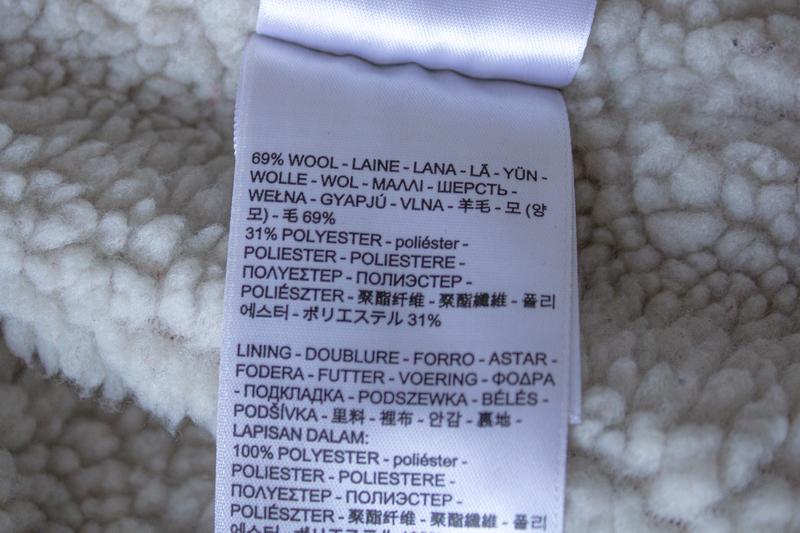 69% WOOL - LAINE - LANA - LÃ - YÜN -
WOLLE - WOL - ΜΑΛΛΙ - ШЕРСТЬ -
WEŁNA - GYAPJÚ - VLNA - 羊毛 - 모 (양
모) - 毛 69%
31% POLYESTER - poliéster -
POLIESTER - POLIESTERE -
ΠΟΛΥΕΣΤΕΡ - ПОЛИЭСТЕР -
POLIÉSZTER - 聚酯纤维 - 聚酯纖維 - 폴리
에스터 - ポリエステル 31%
LINING - DOUBLURE - FORRO - ASTAR -
FODERA - FUTTER - VOERING - ΦΟΔΡΑ
- ПОДКЛАДКА - PODSZEWKA - BÉLÉS -
PODŠÍVKA - 里料 - 裡布 - 안감 - 裏地 -
LAPISAN DALAM:
100% POLYESTER - poliéster -
POLIESTER - POLIESTERE -
ΠΟΛΥΕΣΤΕΡ - ПОЛИЭСТЕР -
POLIÉSZTER - 聚酯纤维 - 聚酯纖維 - 폴리